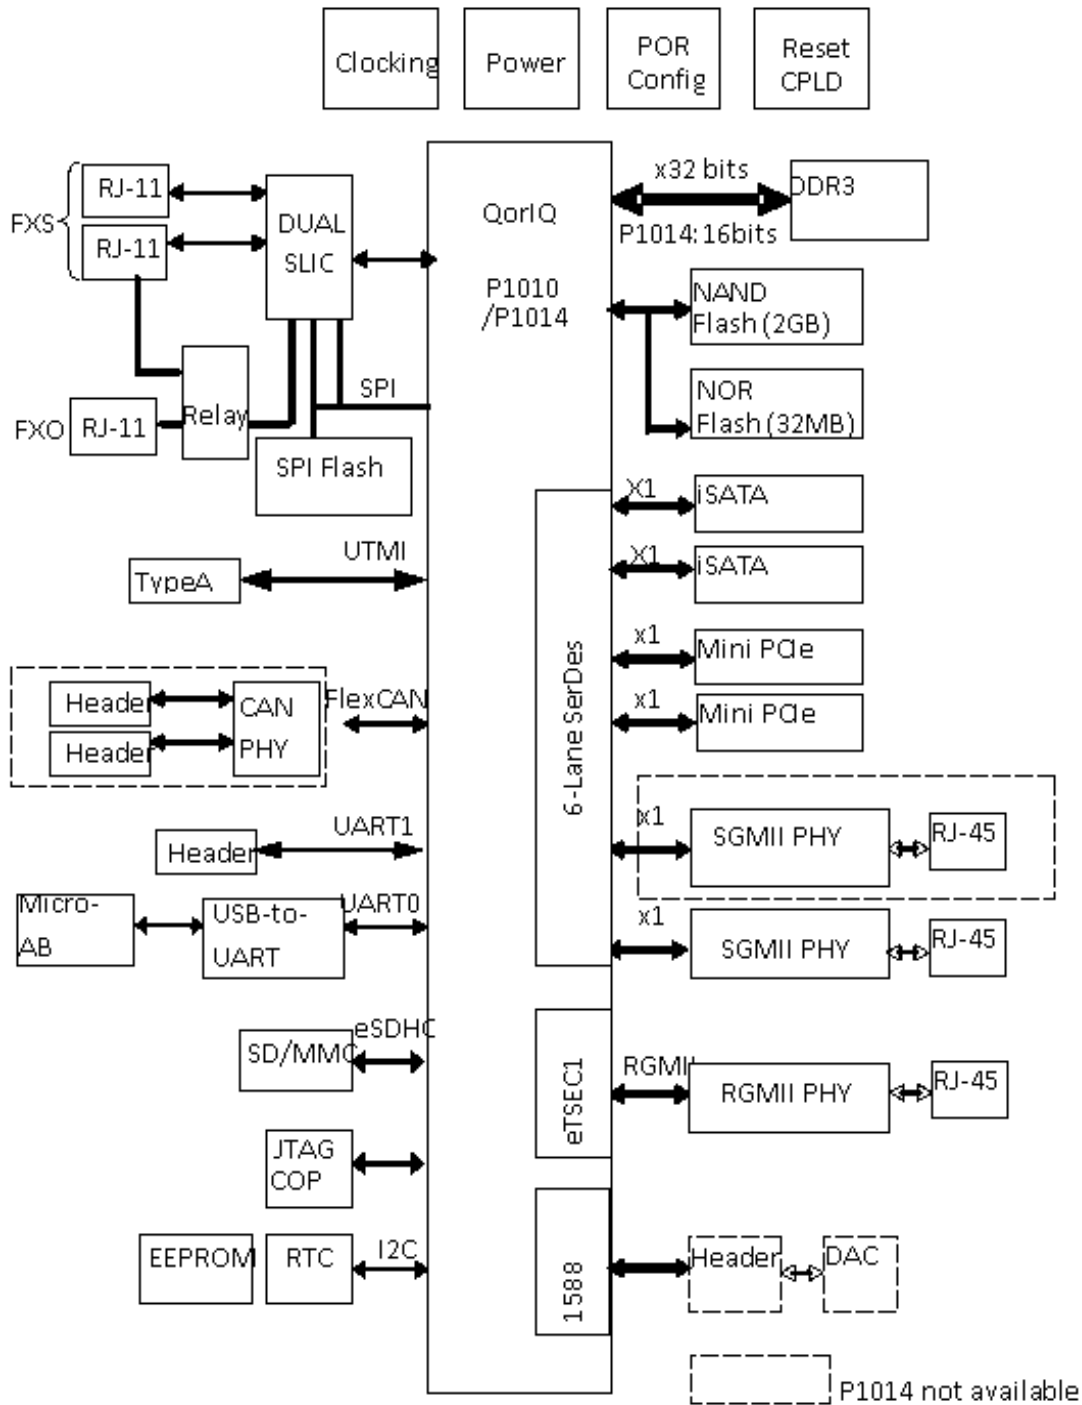 Clocking
Power
POR
Config
Reset
CPLD
FXS
RJ-11
RJ-11
DUAL
SLIC
QorIQ
P1010
/P1014
x32 bits
P1014: 16bits
DDR3
NAND
Flash (2GB)
NOR
Flash (32MB)
SPI
Relay
FXO
RJ-11
SPI Flash
6-Lane SerDes
X1
iSATA
X1
iSATA
UTMI
TypeA
x1
Mini PCIe
x1
Mini PCIe
Header
Header
CAN
PHY
FlexCAN
x1
SGMII PHY
RJ-45
UART1
Header
Micro-
AB
USB-to-
UART
UART0
x1
SGMII PHY
RJ-45
eSDHC
SD/MMC
eTSEC1
RGMII
RGMII PHY
RJ-45
JTAG
COP
EEPROM
RTC
I2C
1588
Header
DAC
P1014 not available